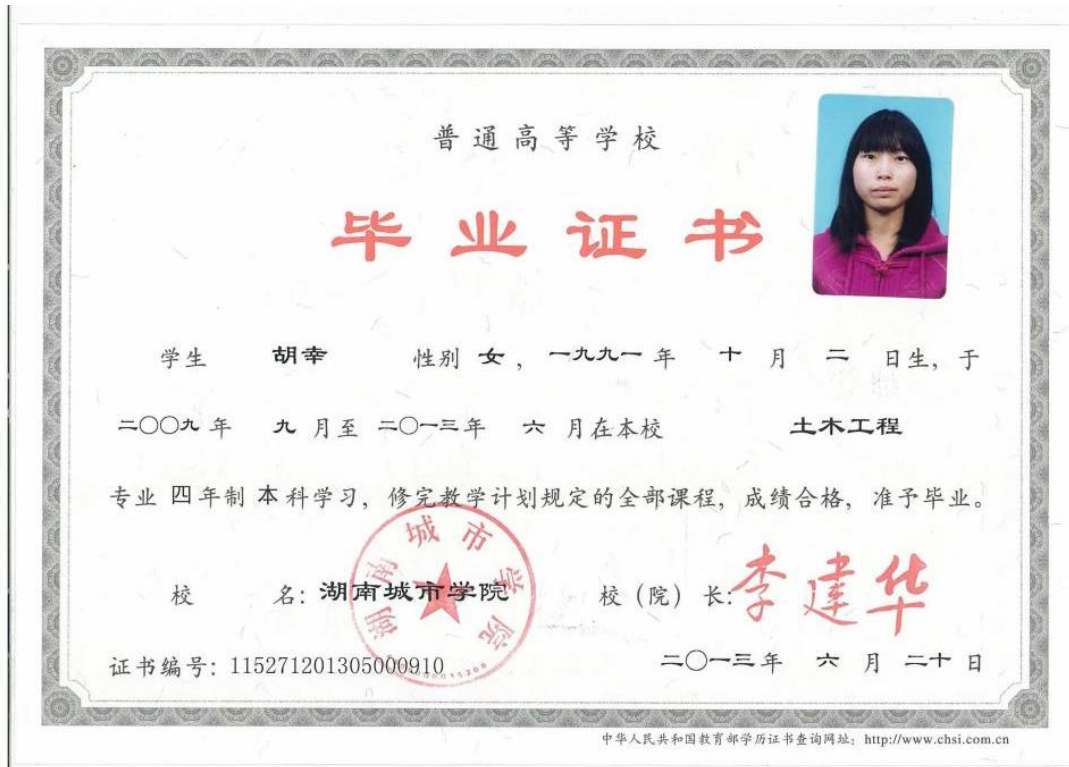 普通高等学校
毕业证书
学生 胡幸 性别 女，一九九一 年 十 月 二 日生，于
二〇〇九 年 九 月至 二〇一三 年 六 月在本校 土木工程
专业 四 年制 本 科学习，修完教学计划规定的全部课程，成绩合格，准予毕业。
湖南城市学院
校 名：湖南城市学院 校（院）长：李建华
证书编号：115271201305000910 二〇一三 年 六 月 二十 日
中华人民共和国教育部学历证书查询网址：http://www.chsi.com.cn